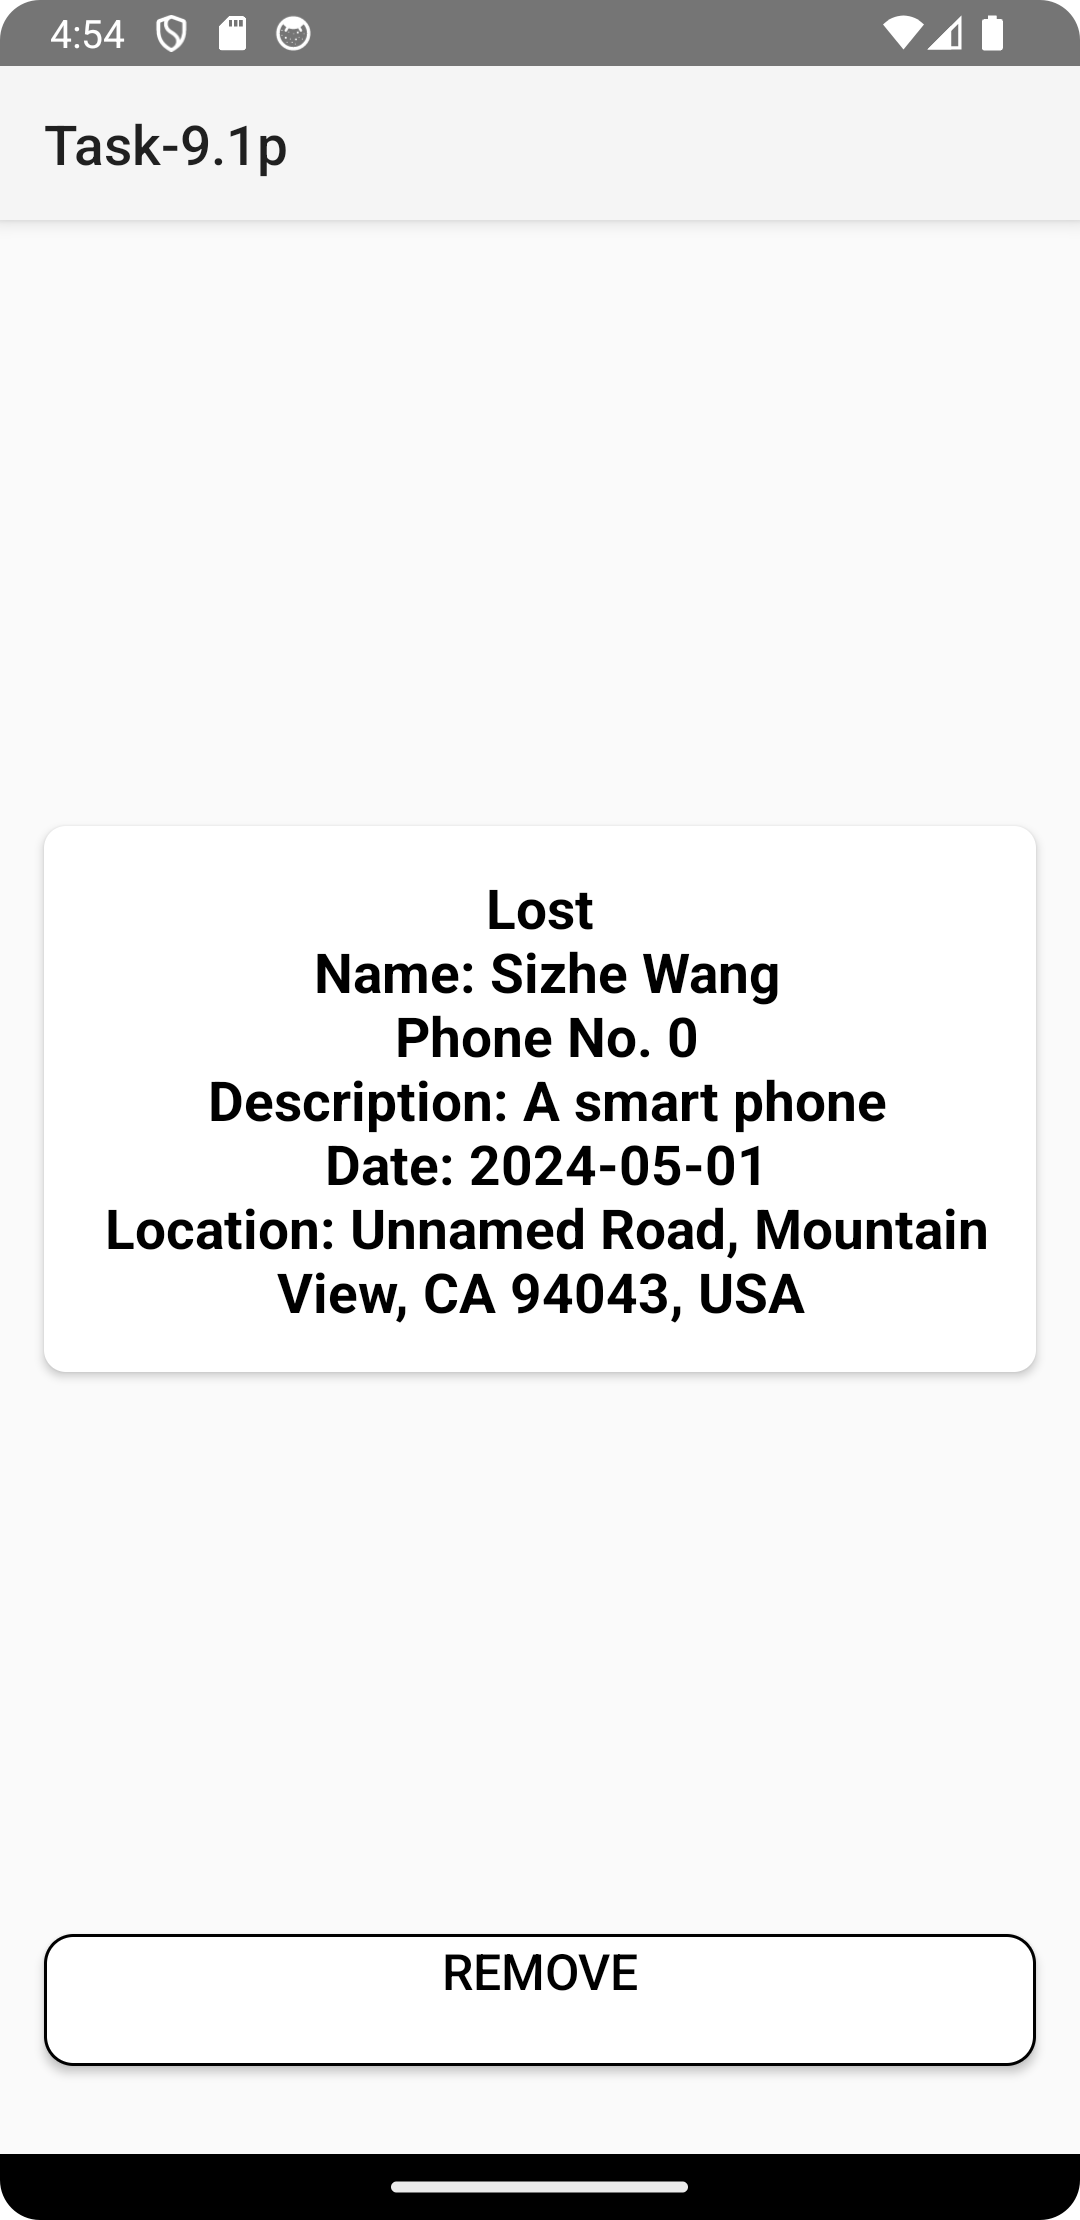 4:54
Task-9.1p
Lost
Name: Sizhe Wang
Phone No. 0
Description: A smart phone
Date: 2024-05-01
Location: Unnamed Road, Mountain
View, CA 94043, USA
REMOVE